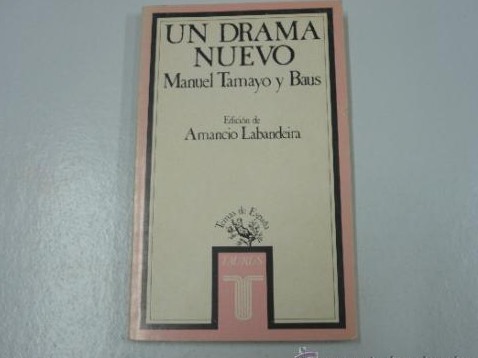 UN DRAMA
NUEVO
Manuel Tamayo y Baus
Edición de
Amancio Labandeira
Temas de España
TAURUS